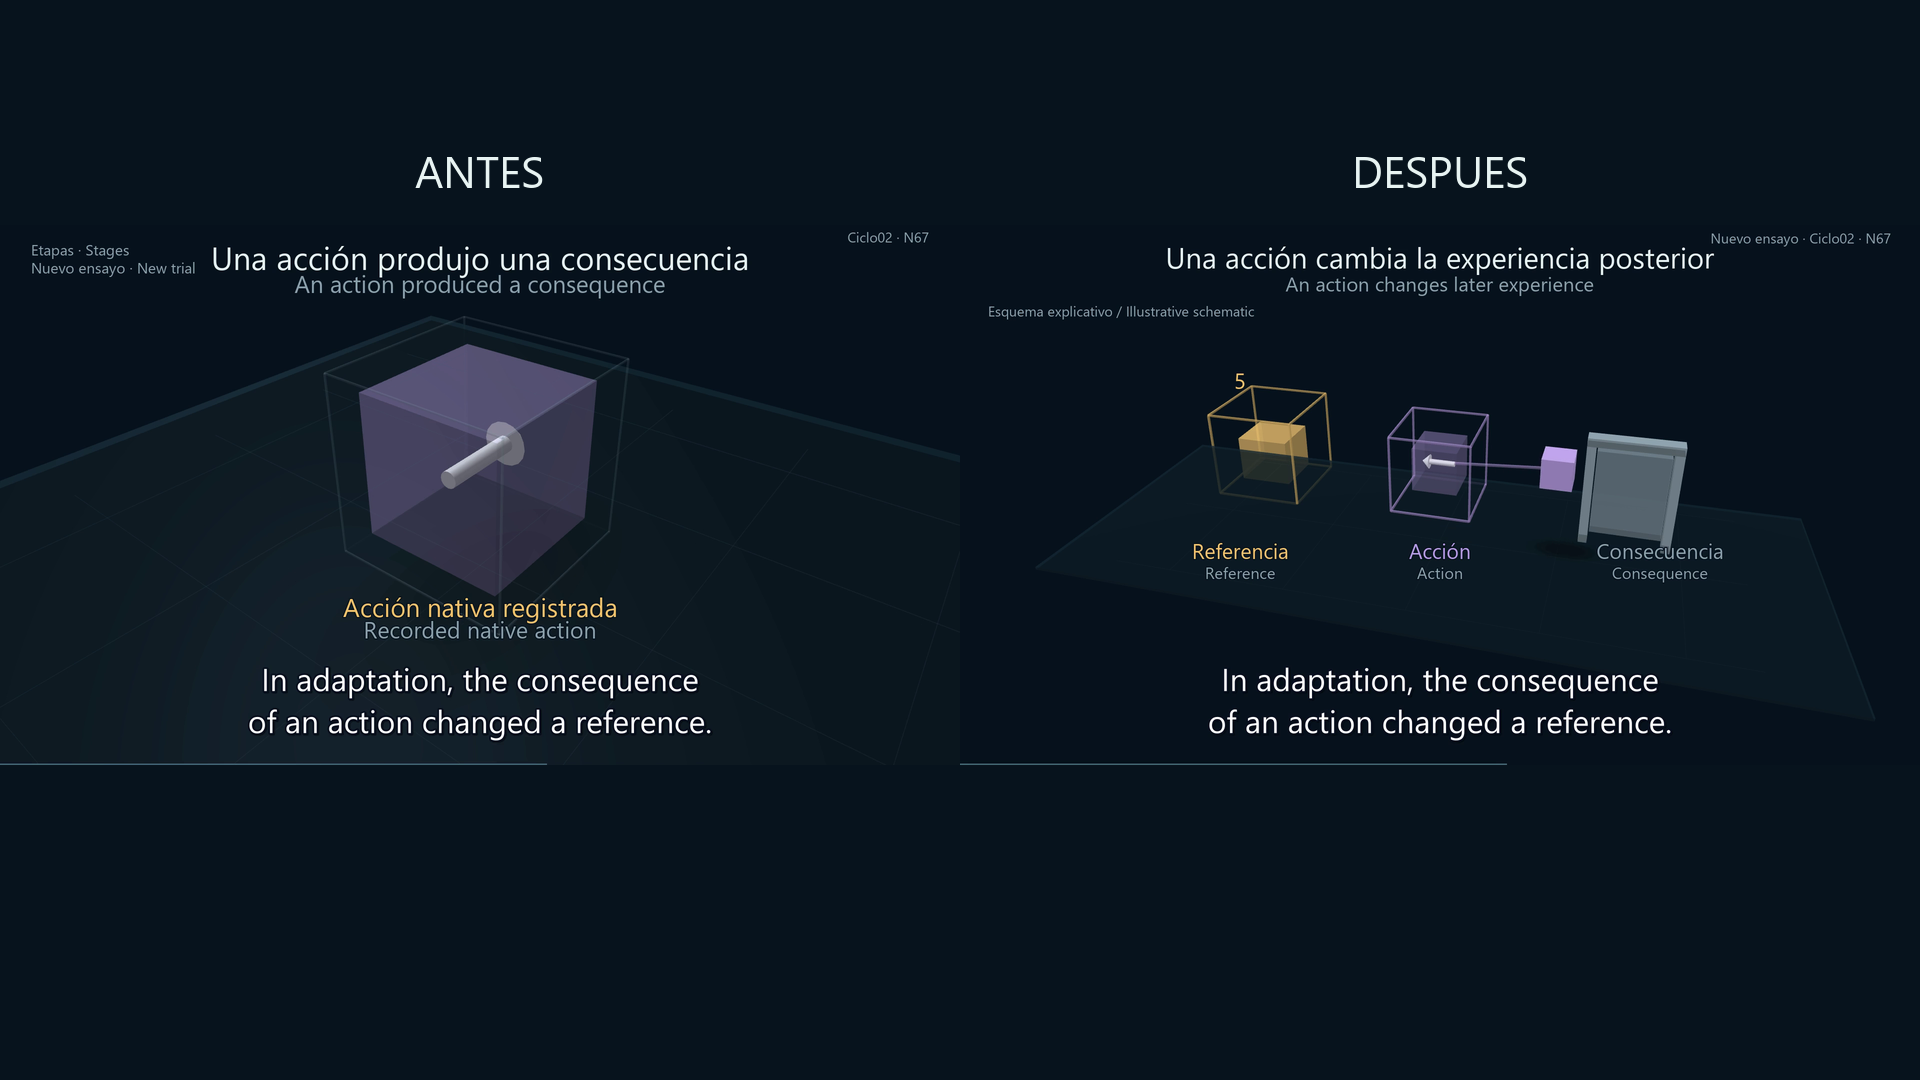 ANTES
Etapas · Stages
Nuevo ensayo · New trial
Ciclo02 · N67
Una acción produjo una consecuencia
An action produced a consequence
Acción nativa registrada
Recorded native action
In adaptation, the consequence
of an action changed a reference.
DESPUES
Nuevo ensayo · Ciclo02 · N67
Una acción cambia la experiencia posterior
An action changes later experience
Esquema explicativo / Illustrative schematic
5
Referencia
Reference
Acción
Action
Consecuencia
Consequence
In adaptation, the consequence
of an action changed a reference.